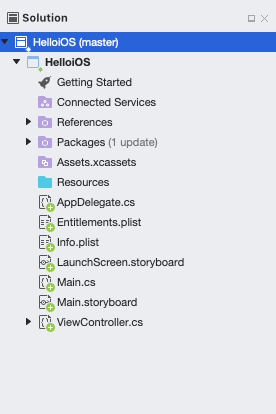 Solution
HelloiOS (master)
HelloiOS
Getting Started
Connected Services
References
Packages (1 update)
Assets.xcassets
Resources
AppDelegate.cs
Entitlements.plist
Info.plist
LaunchScreen.storyboard
Main.cs
Main.storyboard
ViewController.cs